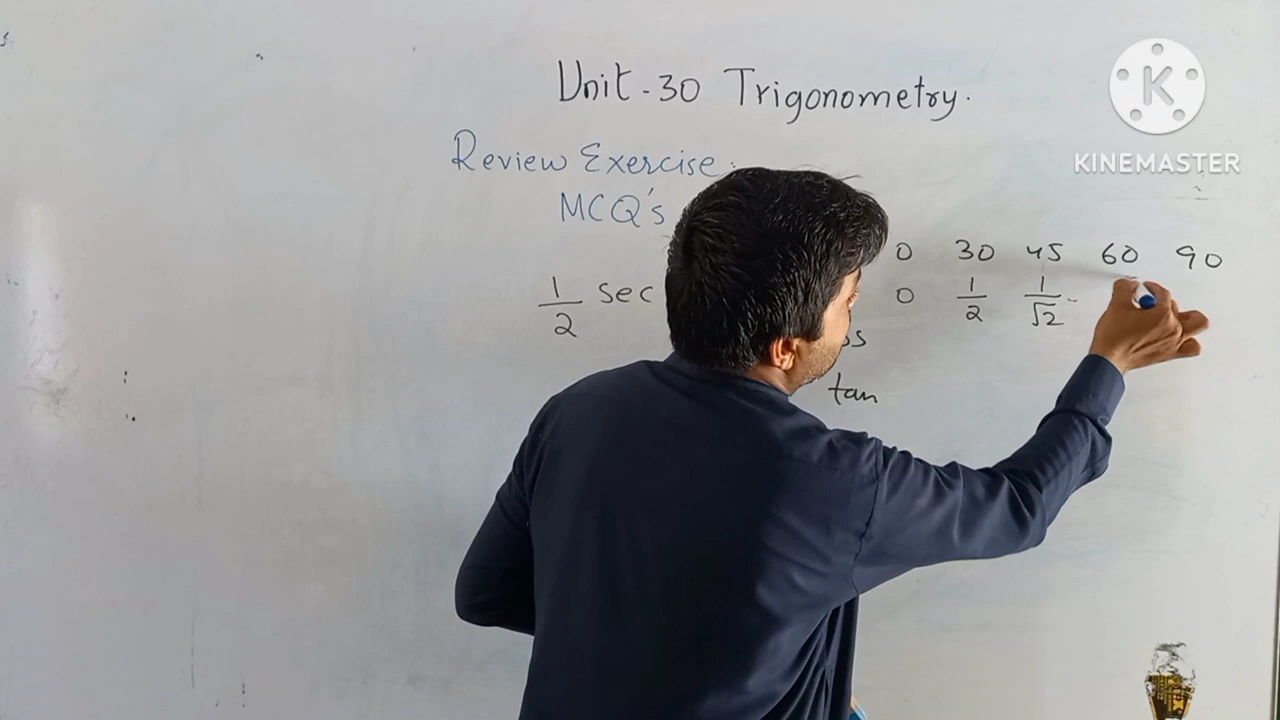 Unit - 30 Trigonometry.
K
KINEMASTER
Review Exercise:
MCQ's
0 30 45 60 90
1/2 sec
0 1/2 1/√2
tan